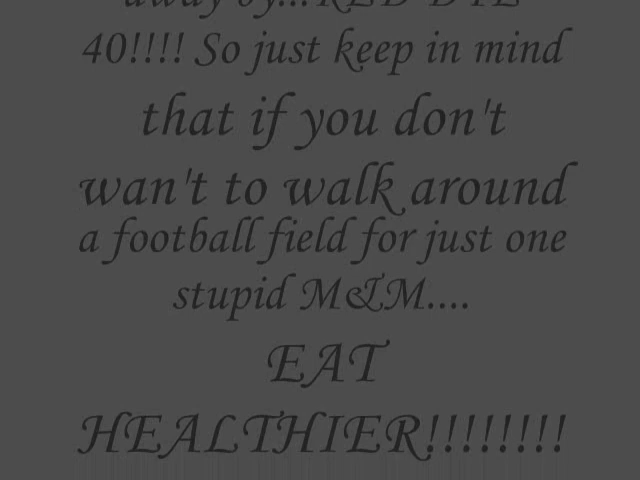 away by...RED DYE
40!!!! So just keep in mind
that if you don't
wan't to walk around
a football field for just one
stupid M&M....
EAT
HEALTHIER!!!!!!!!